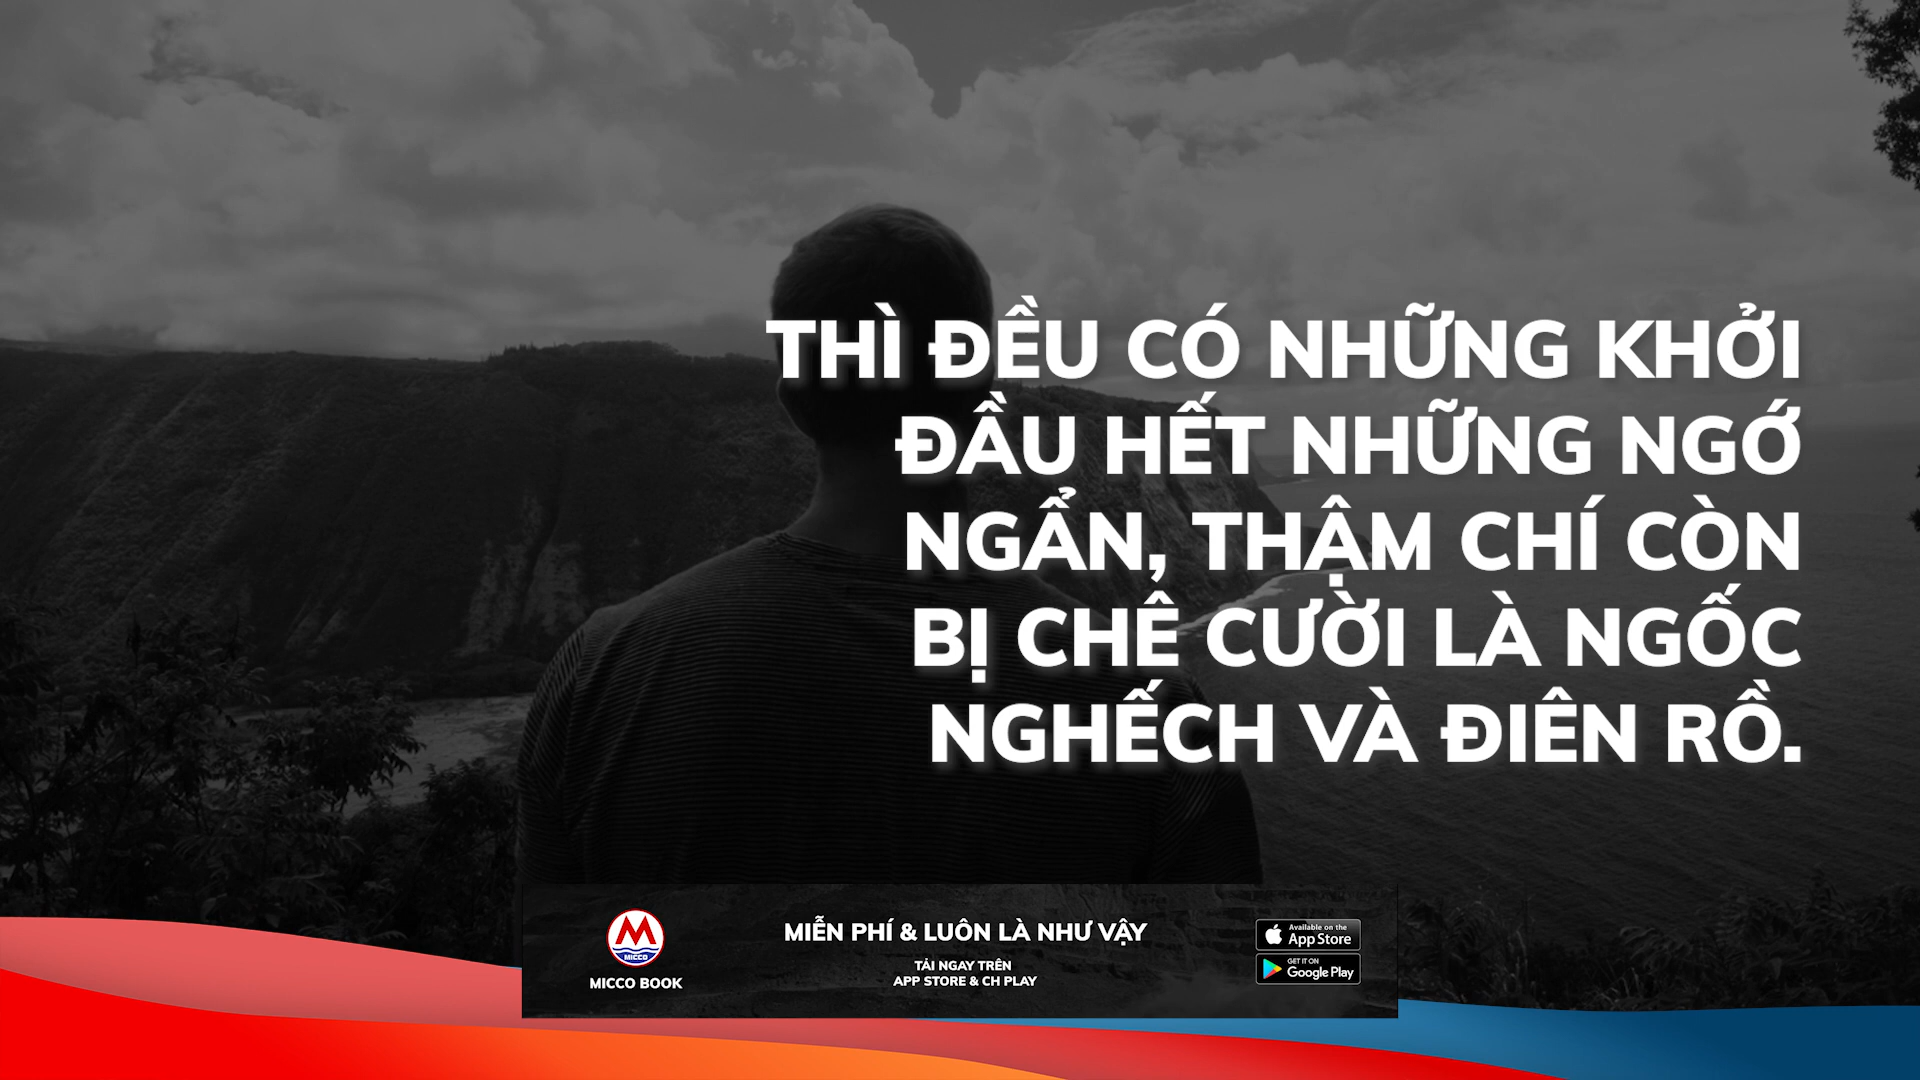 THÌ ĐỀU CÓ NHỮNG KHỞI
ĐẦU HẾT NHỮNG NGỚ
NGẨN, THẬM CHÍ CÒN
BỊ CHÊ CƯỜI LÀ NGỐC
NGHẾCH VÀ ĐIÊN RỒ.
MICCO
MICCO BOOK
MIỄN PHÍ & LUÔN LÀ NHƯ VẬY
TẢI NGAY TRÊN
APP STORE & CH PLAY
Available on the
App Store
GET IT ON
Google Play